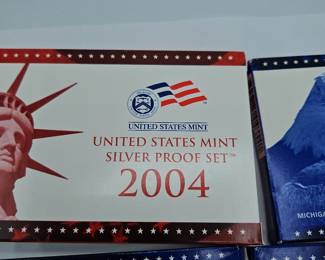 UNITED STATES MINT
UNITED STATES MINT
SILVER PROOF SET™
2004
MICHIGA